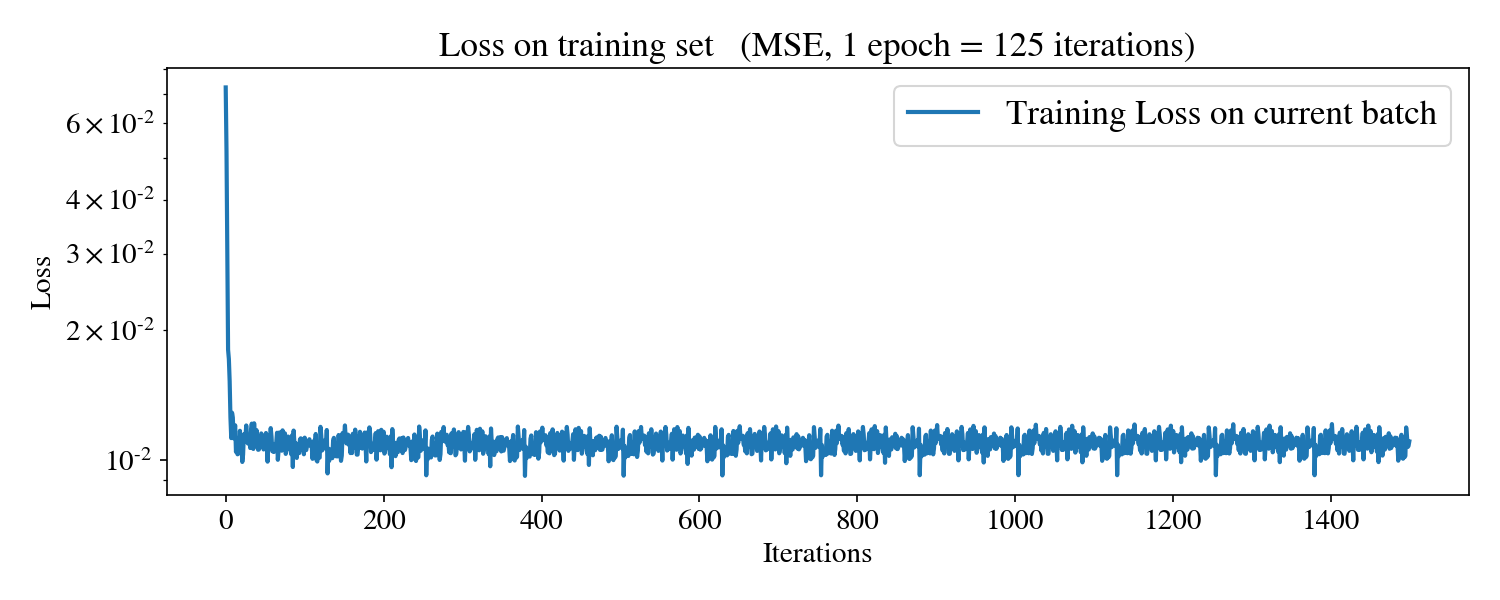 Loss on training set (MSE, 1 epoch = 125 iterations)
Training Loss on current batch
6×10⁻²
4×10⁻²
3×10⁻²
2×10⁻²
10⁻²
Loss
0 200 400 600 800 1000 1200 1400
Iterations